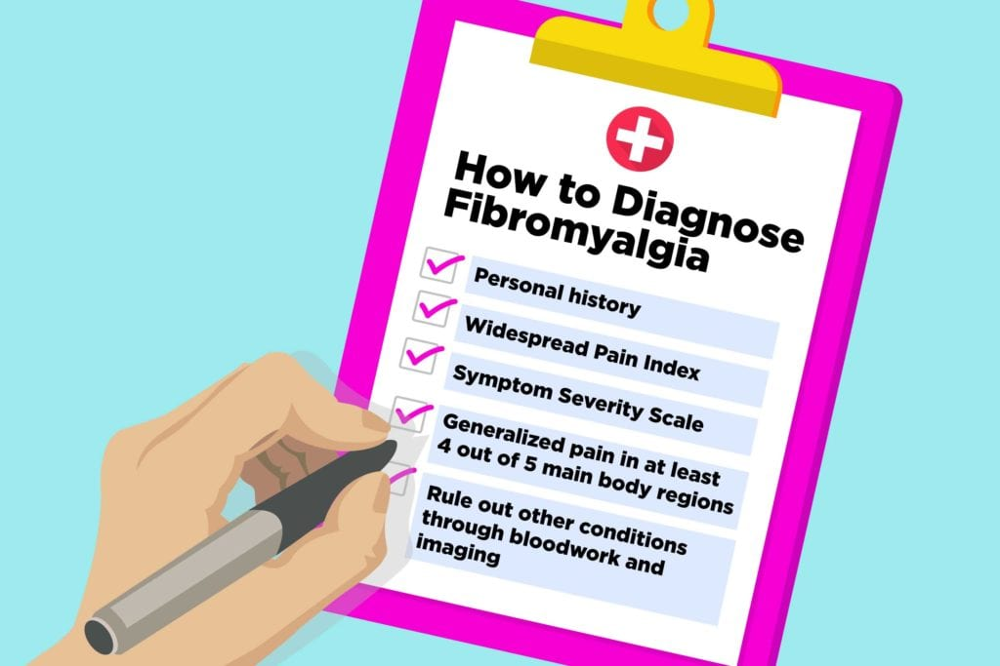 How to Diagnose
Fibromyalgia
Personal history
Widespread Pain Index
Symptom Severity Scale
Generalized pain in at least
4 out of 5 main body regions
Rule out other conditions
through bloodwork and
imaging